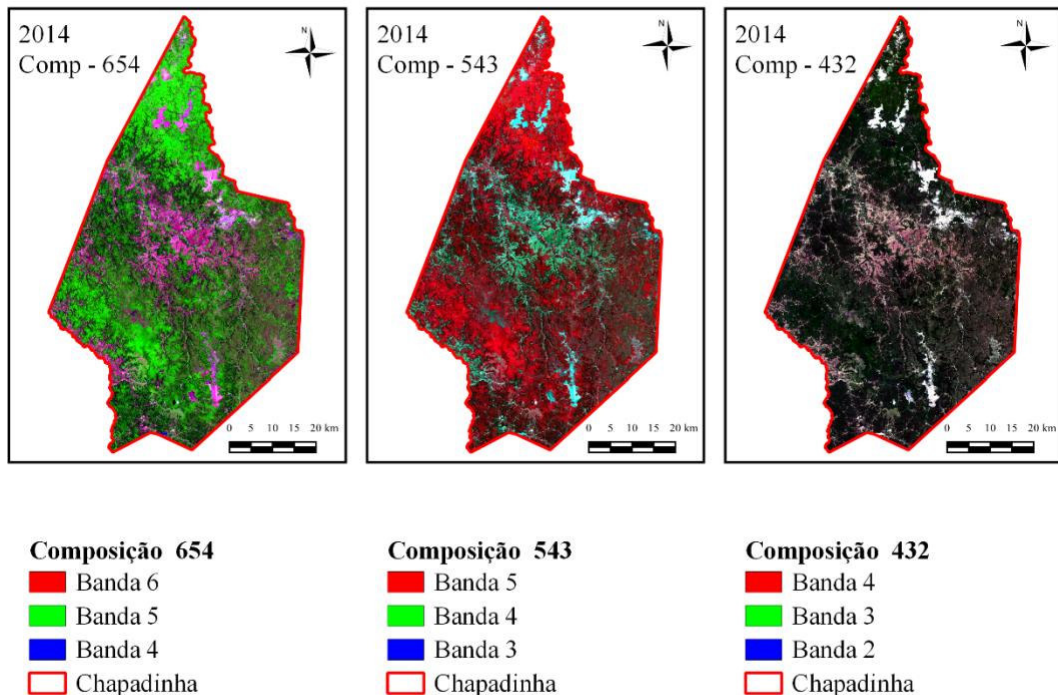 2014
Comp - 654
N
0 5 10 15 20 km
2014
Comp - 543
N
0 5 10 15 20 km
2014
Comp - 432
N
0 5 10 15 20 km
Composição 654
Banda 6
Banda 5
Banda 4
Chapadinha
Composição 543
Banda 5
Banda 4
Banda 3
Chapadinha
Composição 432
Banda 4
Banda 3
Banda 2
Chapadinha